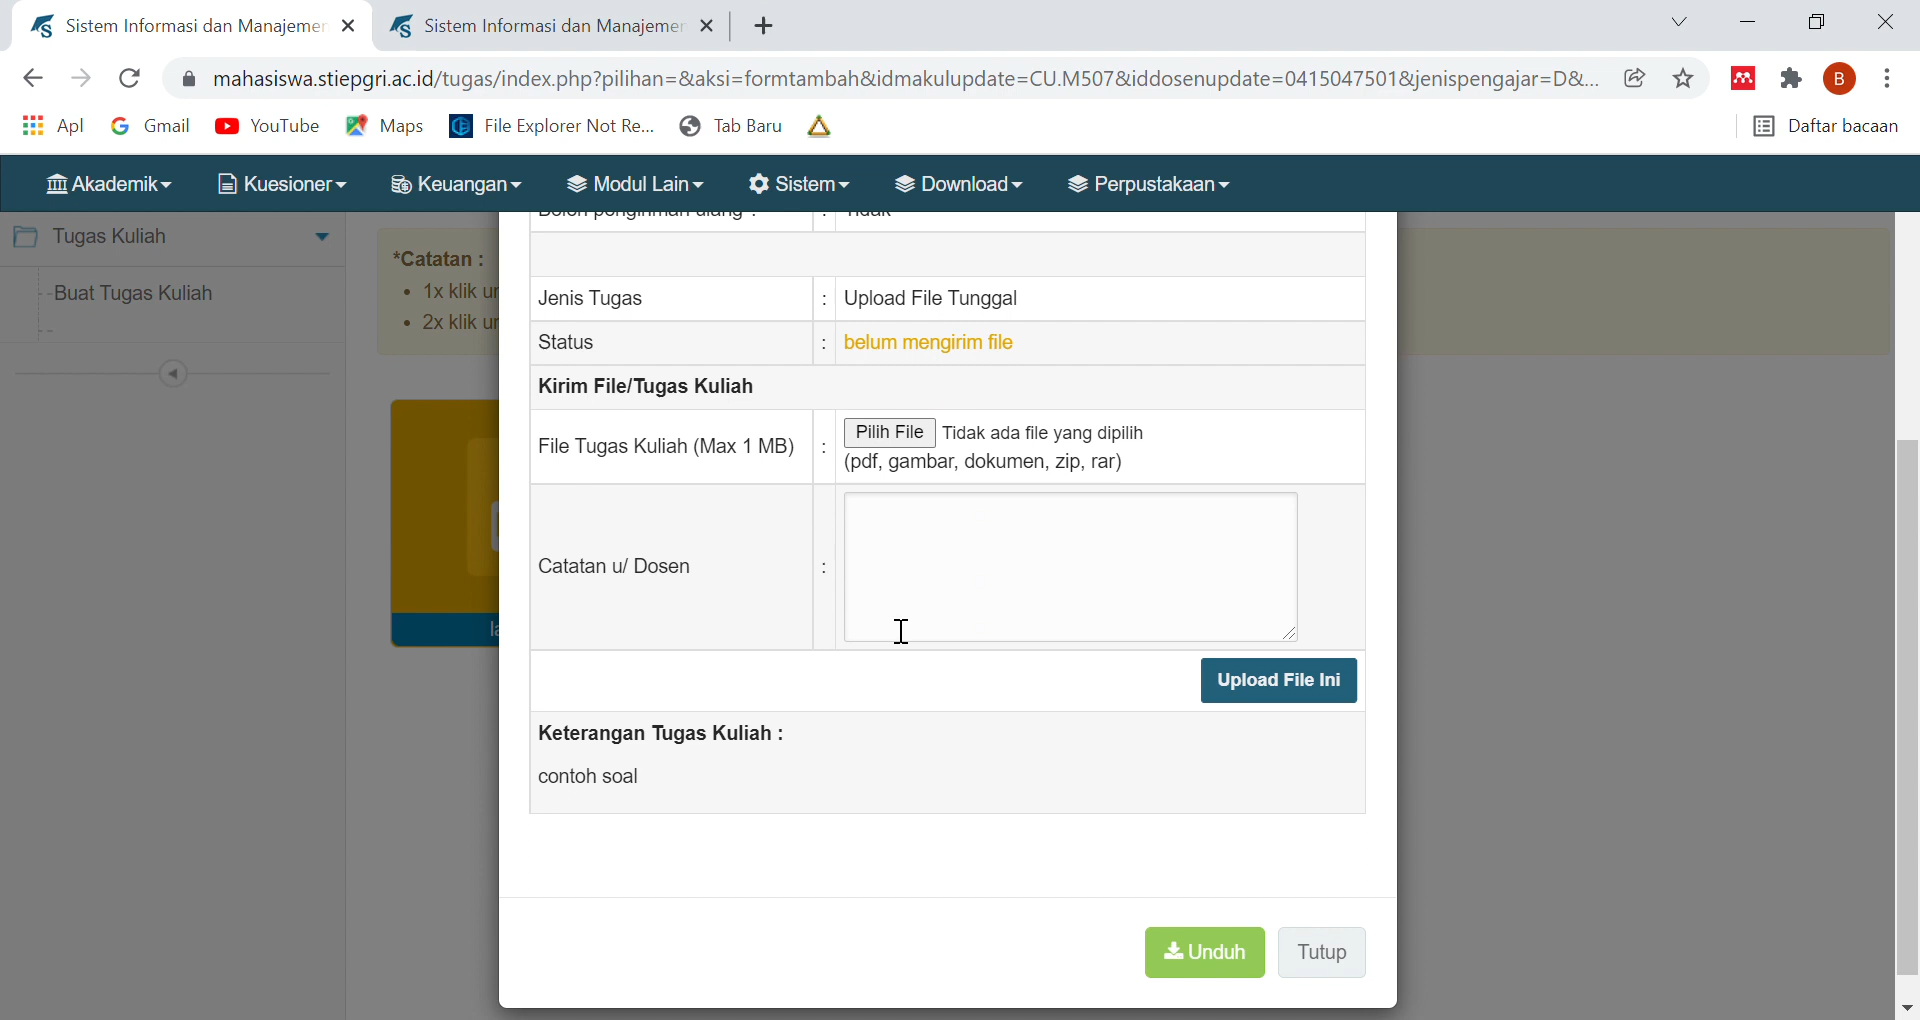 Sistem Informasi dan Manajemen
Sistem Informasi dan Manajemen
mahasiswa.stiepgri.ac.id/tugas/index.php?pilihan=&aksi=formtambah&idmakulupdate=CU.M507&iddosenupdate=0415047501&jenispengajar=D&...
B
Apl
Gmail
YouTube
Maps
File Explorer Not Re...
Tab Baru
Daftar bacaan
Akademik
Kuesioner
Keuangan
Modul Lain
Sistem
Download
Perpustakaan
Tugas Kuliah
Buat Tugas Kuliah
*Catatan :
• 1x klik
• 2x klik
Jenis Tugas : Upload File Tunggal
Status : belum mengirim file
Kirim File/Tugas Kuliah
File Tugas Kuliah (Max 1 MB) : Pilih File Tidak ada file yang dipilih
(pdf, gambar, dokumen, zip, rar)
Catatan u/ Dosen :
Upload File Ini
Keterangan Tugas Kuliah :
contoh soal
Unduh
Tutup